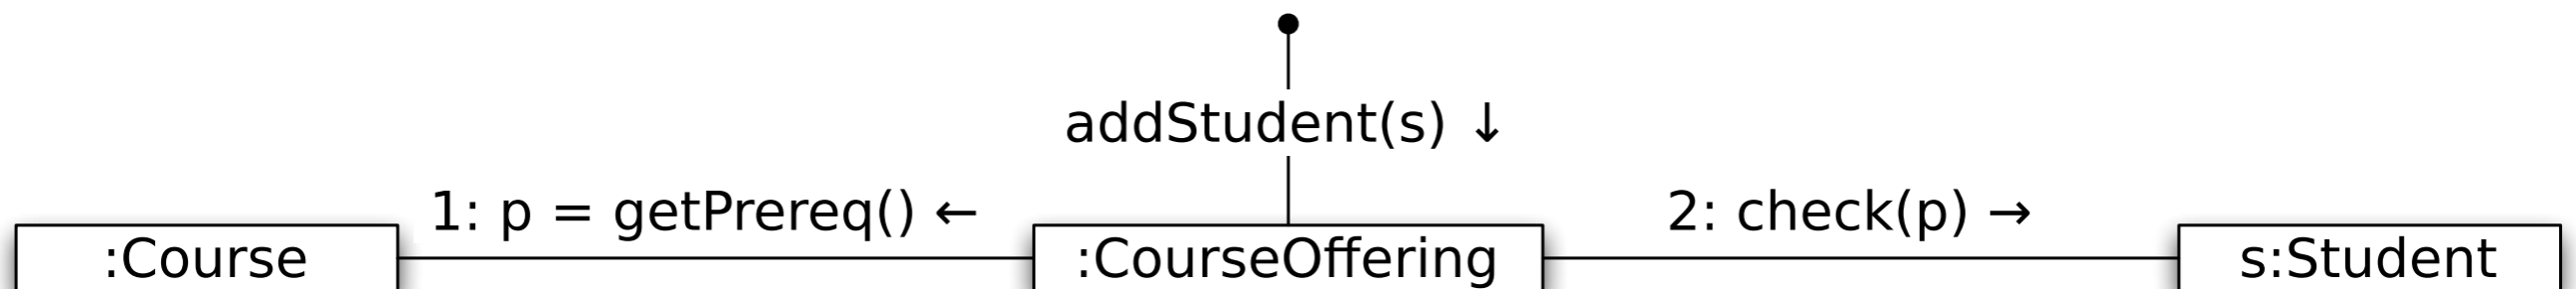 addStudent(s) ↓
1: p = getPrereq() ←
2: check(p) →
:Course
:CourseOffering
s:Student